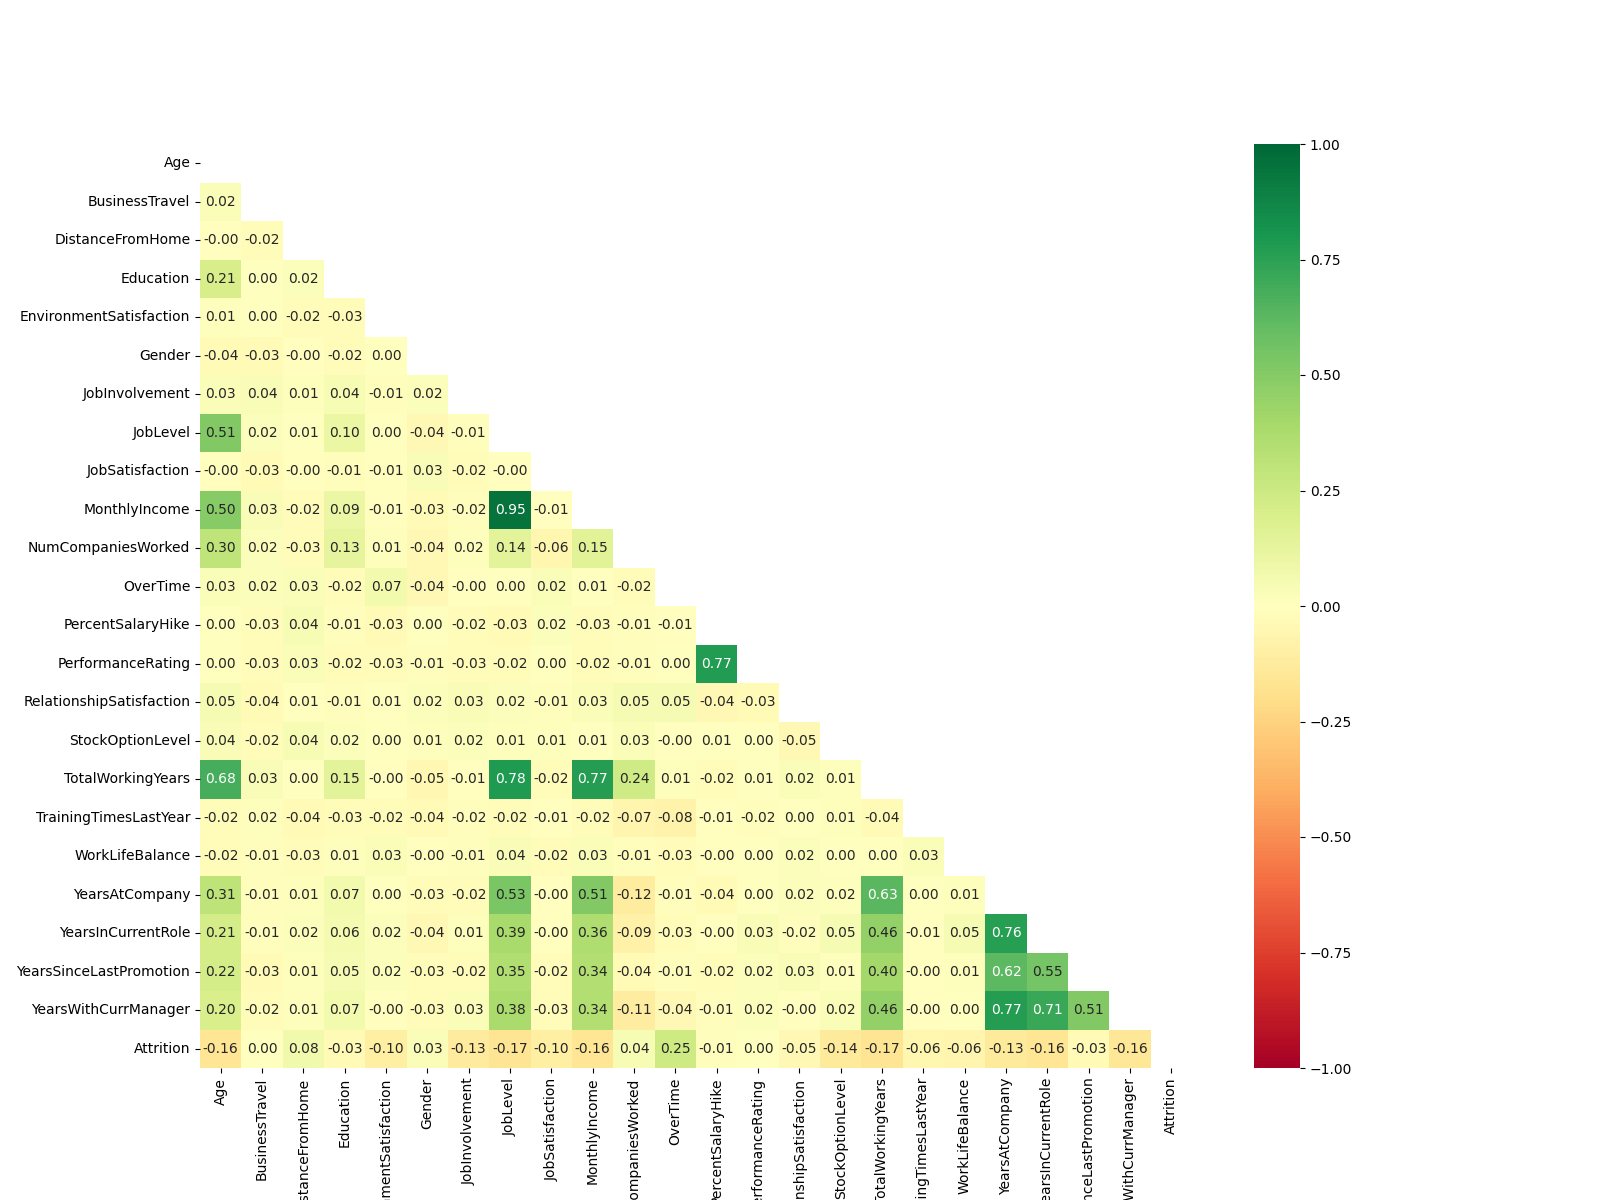 Age
BusinessTravel 0.02
DistanceFromHome -0.00 -0.02
Education 0.21 0.00 0.02
EnvironmentSatisfaction 0.01 0.00 -0.02 -0.03
Gender -0.04 -0.03 -0.00 -0.02 0.00
JobInvolvement 0.03 0.04 0.01 0.04 -0.01 0.02
JobLevel 0.51 0.02 0.01 0.10 0.00 -0.04 -0.01
JobSatisfaction -0.00 -0.03 -0.00 -0.01 -0.01 0.03 -0.02 -0.00
MonthlyIncome 0.50 0.03 -0.02 0.09 -0.01 -0.03 -0.02 0.95 -0.01
NumCompaniesWorked 0.30 0.02 -0.03 0.13 0.01 -0.04 0.02 0.14 -0.06 0.15
OverTime 0.03 0.02 0.03 -0.02 0.07 -0.04 -0.00 0.00 0.02 0.01 -0.02
PercentSalaryHike 0.00 -0.03 0.04 -0.01 -0.03 0.00 -0.02 -0.03 0.02 -0.03 -0.01 -0.01
PerformanceRating 0.00 -0.03 0.03 -0.02 -0.03 -0.01 -0.03 -0.02 0.00 -0.02 -0.01 0.00 0.77
RelationshipSatisfaction 0.05 -0.04 0.01 -0.01 0.01 0.02 0.03 0.02 -0.01 0.03 0.05 0.05 -0.04 -0.03
StockOptionLevel 0.04 -0.02 0.04 0.02 0.00 0.01 0.02 0.01 0.01 0.01 0.03 -0.00 0.01 0.00 -0.05
TotalWorkingYears 0.68 0.03 0.00 0.15 -0.00 -0.05 -0.01 0.78 -0.02 0.77 0.24 0.01 -0.02 0.01 0.02 0.01
TrainingTimesLastYear -0.02 0.02 -0.04 -0.03 -0.02 -0.04 -0.02 -0.02 -0.01 -0.02 -0.07 -0.08 -0.01 -0.02 0.00 0.01 -0.04
WorkLifeBalance -0.02 -0.01 -0.03 0.01 0.03 -0.00 -0.01 0.04 -0.02 0.03 -0.01 -0.03 -0.00 0.00 0.02 0.00 0.00 0.03
YearsAtCompany 0.31 -0.01 0.01 0.07 0.00 -0.03 -0.02 0.53 -0.00 0.51 -0.12 -0.01 -0.04 0.00 0.02 0.02 0.63 0.00 0.01
YearsInCurrentRole 0.21 -0.01 0.02 0.06 0.02 -0.04 0.01 0.39 -0.00 0.36 -0.09 -0.03 -0.00 0.03 -0.02 0.05 0.46 -0.01 0.05 0.76
YearsSinceLastPromotion 0.22 -0.03 0.01 0.05 0.02 -0.03 -0.02 0.35 -0.02 0.34 -0.04 -0.01 -0.02 0.02 0.03 0.01 0.40 -0.00 0.01 0.62 0.55
YearsWithCurrManager 0.20 -0.02 0.01 0.07 -0.00 -0.03 0.03 0.38 -0.03 0.34 -0.11 -0.04 -0.01 0.02 -0.00 0.02 0.46 -0.00 0.00 0.77 0.71 0.51
Attrition -0.16 0.00 0.08 -0.03 -0.10 0.03 -0.13 -0.17 -0.10 -0.16 0.04 0.25 -0.01 0.00 -0.05 -0.14 -0.17 -0.06 -0.06 -0.13 -0.16 -0.03 -0.16
Age
BusinessTravel
stanceFromHome
Education
mentSatisfaction
Gender
JobInvolvement
JobLevel
JobSatisfaction
MonthlyIncome
ompaniesWorked
OverTime
PercentSalaryHike
erformanceRating
nshipSatisfaction
StockOptionLevel
TotalWorkingYears
ingTimesLastYear
WorkLifeBalance
YearsAtCompany
earsInCurrentRole
nceLastPromotion
WithCurrManager
Attrition
1.00
0.75
0.50
0.25
0.00
−0.25
−0.50
−0.75
−1.00